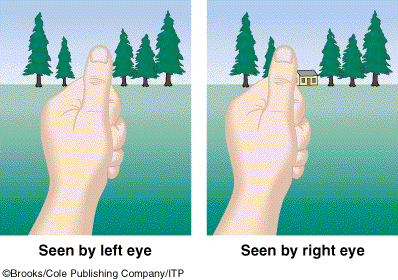 Seen by left eye
Seen by right eye
©Brooks/Cole Publishing Company/ITP